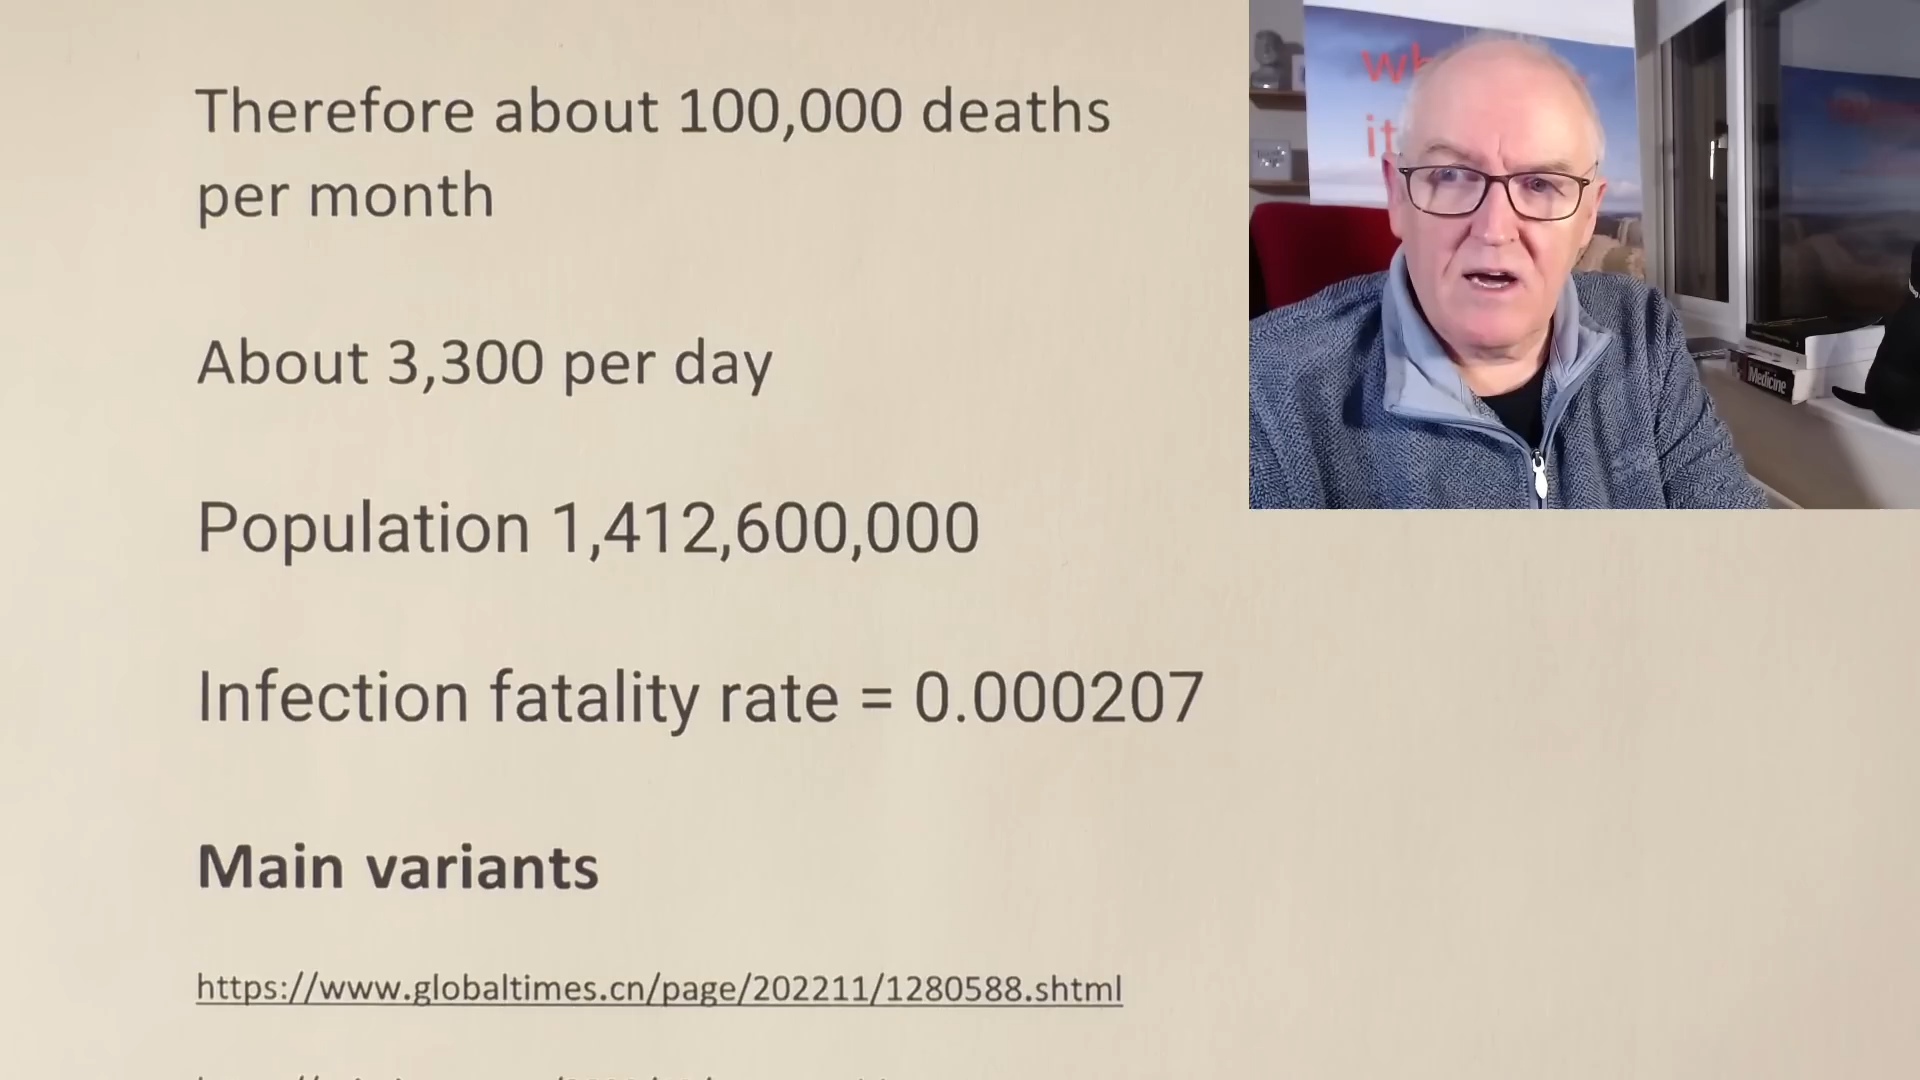 Therefore about 100,000 deaths
per month
About 3,300 per day
Population 1,412,600,000
Infection fatality rate = 0.000207
Main variants
https://www.globaltimes.cn/page/202211/1280588.shtml
it
Medicine